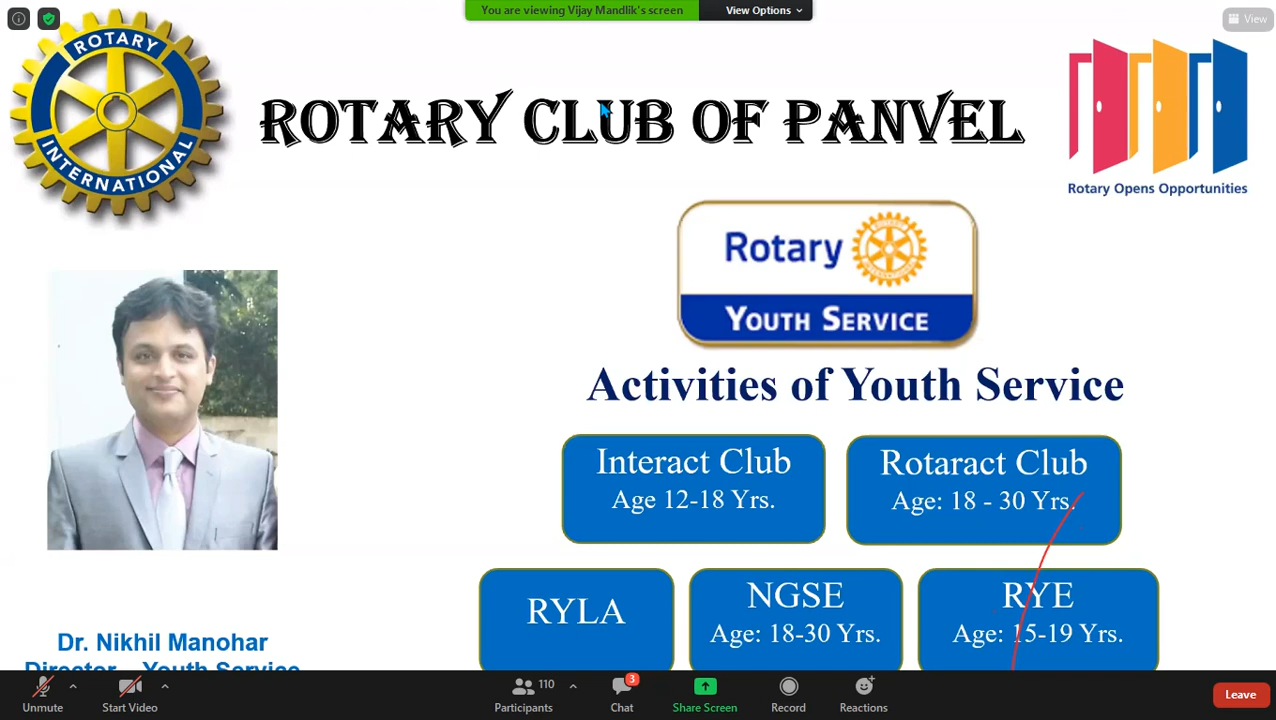 You are viewing Vijay Mandlik's screen
View Options
View
ROTARY
INTERNATIONAL
ROTARY CLUB OF PANVEL
Rotary Opens Opportunities
Rotary
YOUTH SERVICE
Activities of Youth Service
Interact Club
Age 12-18 Yrs.
Rotaract Club
Age: 18 - 30 Yrs.
RYLA
NGSE
Age: 18-30 Yrs.
RYE
Age: 15-19 Yrs.
Dr. Nikhil Manohar
Director - Youth Service
Unmute
Start Video
110
Participants
3
Chat
Share Screen
Record
Reactions
Leave